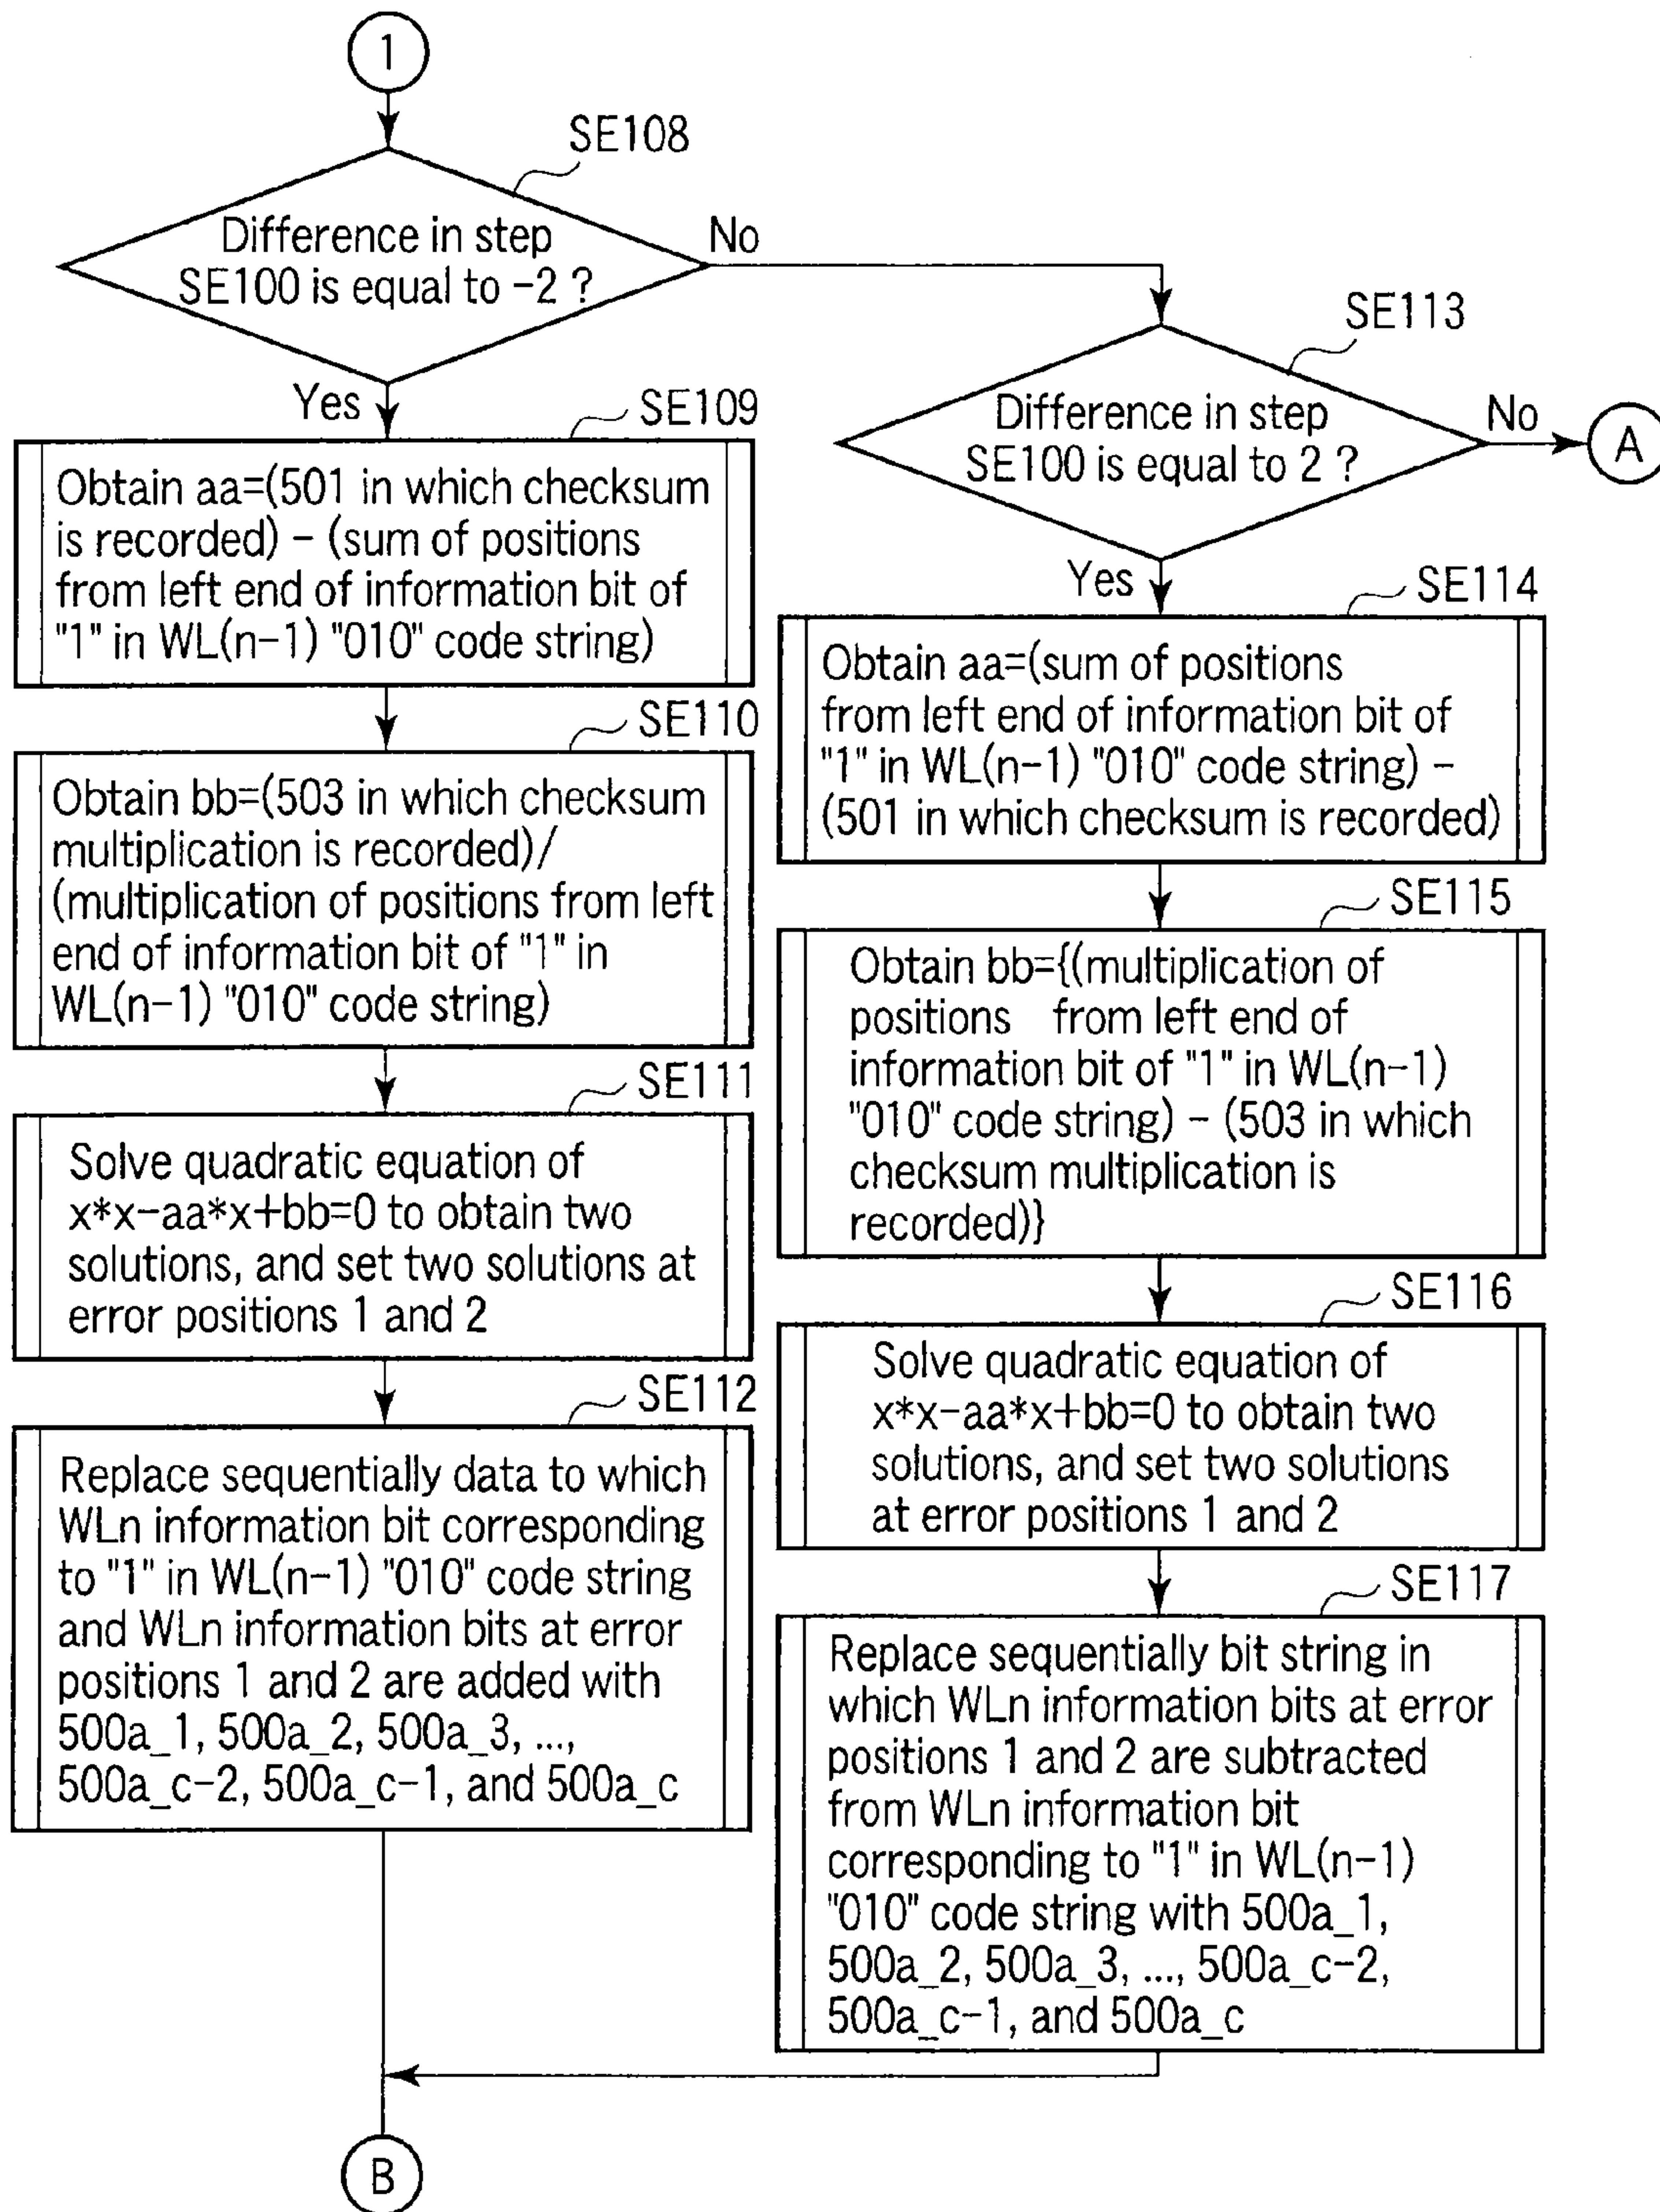 1
SE108
Difference in step
SE100 is equal to -2 ?
No
Yes
SE109
Obtain aa=(501 in which checksum
is recorded) - (sum of positions
from left end of information bit of
"1" in WL(n-1) "010" code string)
SE110
Obtain bb=(503 in which checksum
multiplication is recorded)/
(multiplication of positions from left
end of information bit of "1" in
WL(n-1) "010" code string)
SE111
Solve quadratic equation of
x*x-aa*x+bb=0 to obtain two
solutions, and set two solutions at
error positions 1 and 2
SE112
Replace sequentially data to which
WLn information bit corresponding
to "1" in WL(n-1) "010" code string
and WLn information bits at error
positions 1 and 2 are added with
500a_1, 500a_2, 500a_3, ...,
500a_c-2, 500a_c-1, and 500a_c
SE113
Difference in step
SE100 is equal to 2 ?
No
A
Yes
SE114
Obtain aa=(sum of positions
from left end of information bit of
"1" in WL(n-1) "010" code string) -
(501 in which checksum is recorded)
SE115
Obtain bb={(multiplication of
positions from left end of
information bit of "1" in WL(n-1)
"010" code string) - (503 in which
checksum multiplication is
recorded)}
SE116
Solve quadratic equation of
x*x-aa*x+bb=0 to obtain two
solutions, and set two solutions
at error positions 1 and 2
SE117
Replace sequentially bit string in
which WLn information bits at error
positions 1 and 2 are subtracted
from WLn information bit
corresponding to "1" in WL(n-1)
"010" code string with 500a_1,
500a_2, 500a_3, ..., 500a_c-2,
500a_c-1, and 500a_c
B